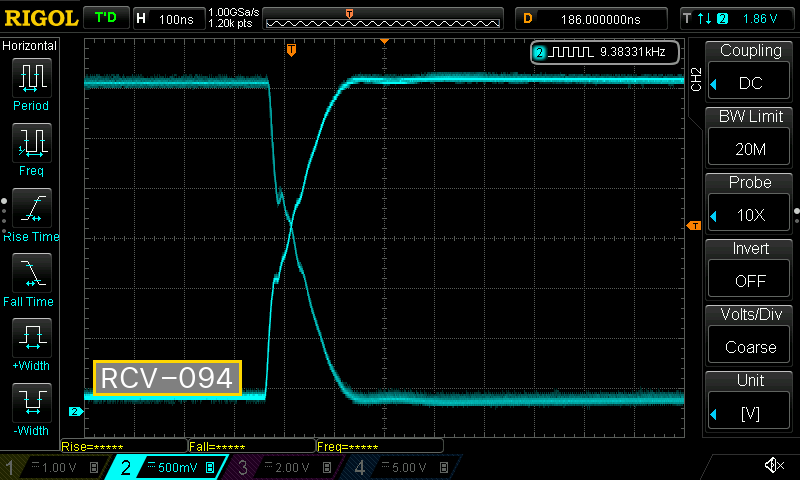 RIGOL T'D H 100ns 1.00GSa/s 1.20k pts T D 186.000000ns T 2 1.86 V
Horizontal
Period
Freq
Rise Time
Fall Time
+Width
-Width
T
2 9.38331kHz
T
2
RCV-094
CH2
Coupling
DC
BW Limit
20M
Probe
10X
Invert
OFF
Volts/Div
Coarse
Unit
[V]
Rise=***** Fall=***** Freq=*****
1 1.00 V B 2 500mV B 3 2.00 V B 4 5.00 V B